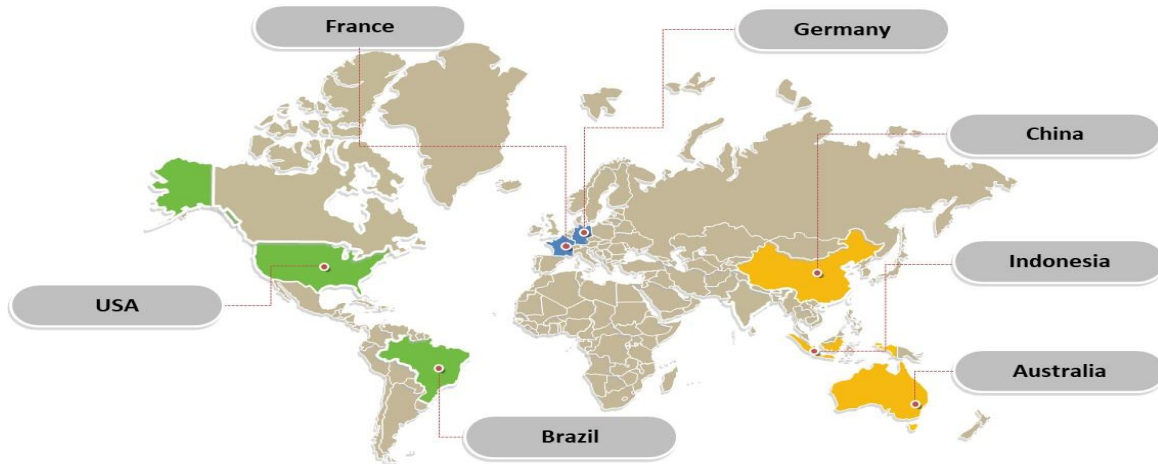 France
Germany
China
Indonesia
USA
Australia
Brazil